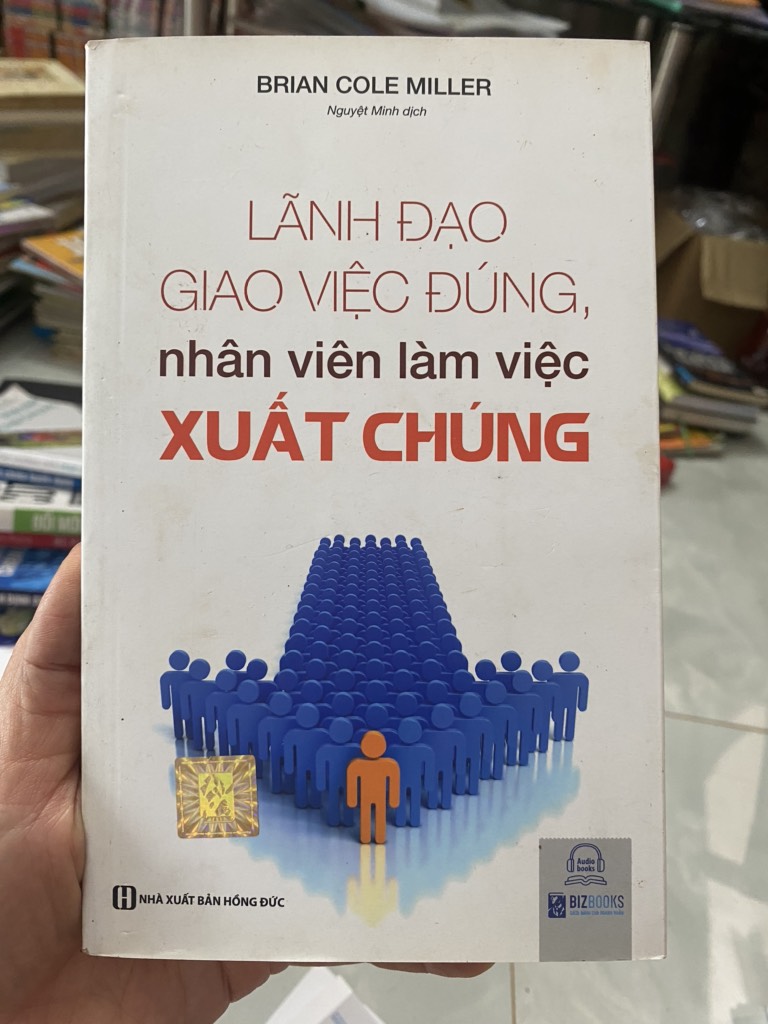 BRIAN COLE MILLER
Nguyệt Minh dịch
LÃNH ĐẠO
GIAO VIỆC ĐÚNG,
nhân viên làm việc
XUẤT CHÚNG
NHÀ XUẤT BẢN HỒNG ĐỨC
Audio
books
BIZBOOKS